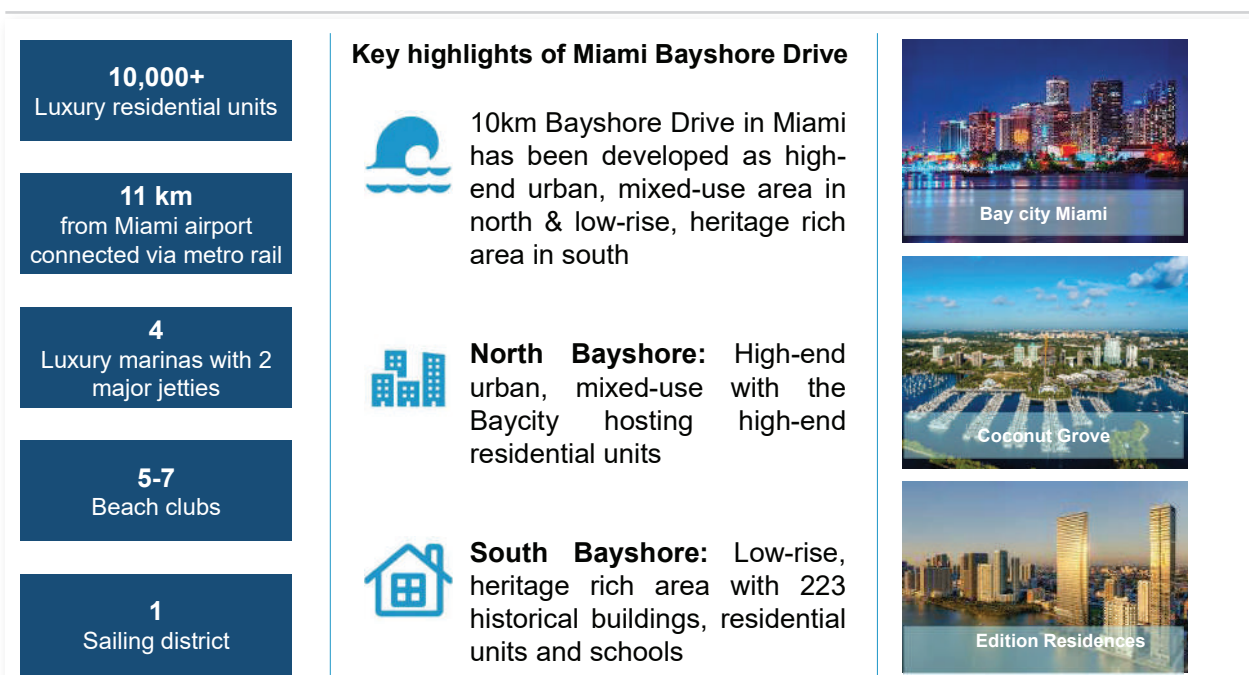 10,000+
Luxury residential units
11 km
from Miami airport
connected via metro rail
4
Luxury marinas with 2
major jetties
5-7
Beach clubs
1
Sailing district
Key highlights of Miami Bayshore Drive
10km Bayshore Drive in Miami
has been developed as high-
end urban, mixed-use area in
north & low-rise, heritage rich
area in south
North Bayshore: High-end
urban, mixed-use with the
Baycity hosting high-end
residential units
South Bayshore: Low-rise,
heritage rich area with 223
historical buildings, residential
units and schools
Bay city Miami
Coconut Grove
Edition Residences